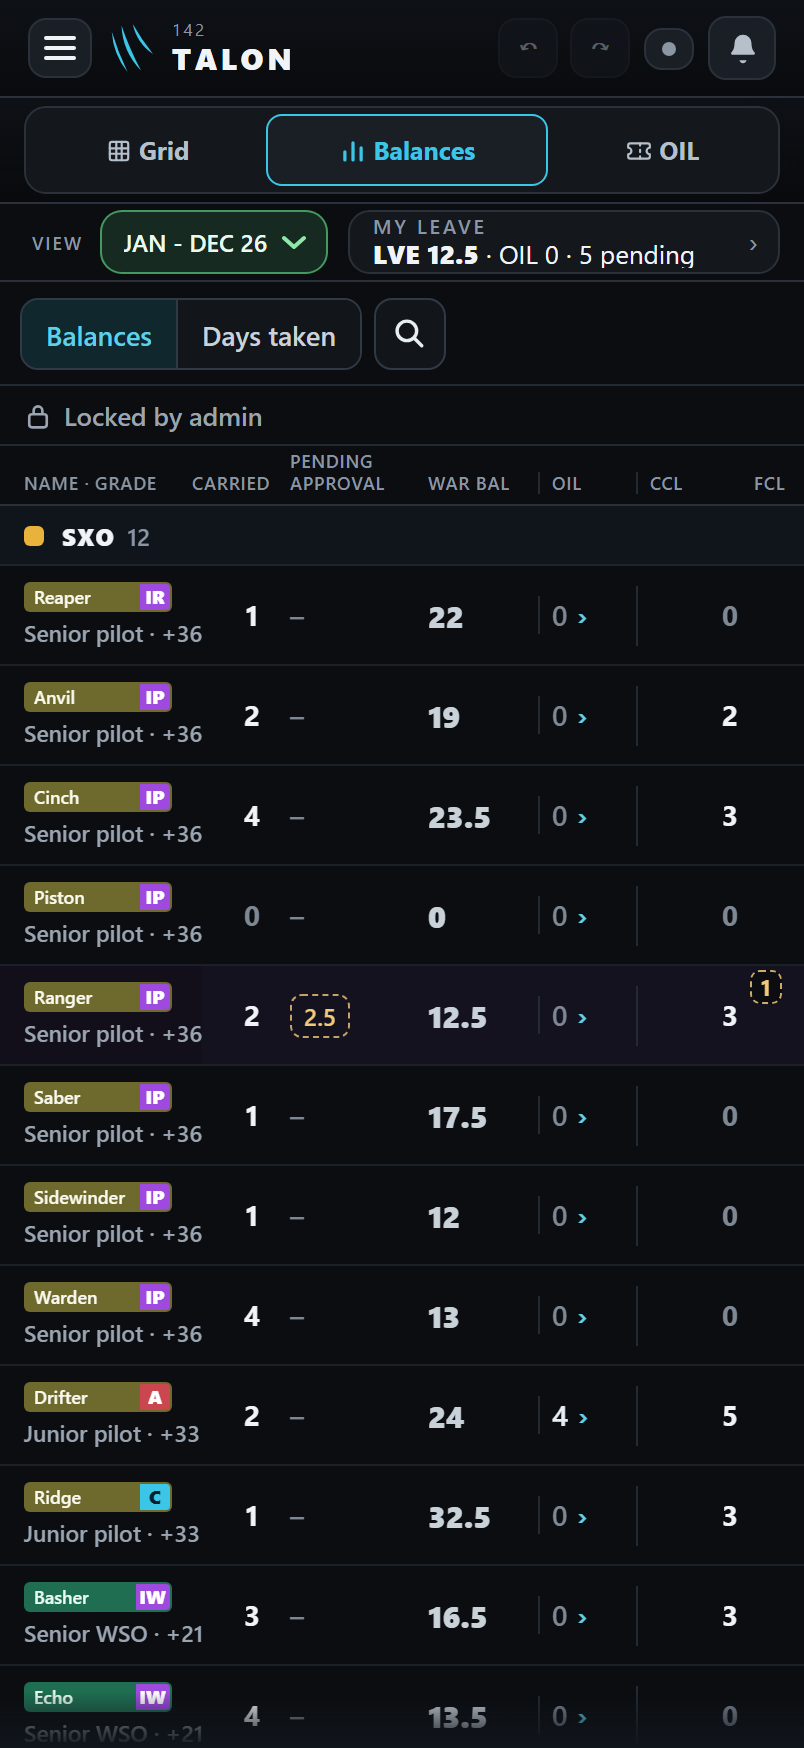 142
TALON
Grid
Balances
OIL
VIEW
JAN - DEC 26
MY LEAVE
LVE 12.5 · OIL 0 · 5 pending
Balances
Days taken
Locked by admin
NAME · GRADE CARRIED PENDING APPROVAL WAR BAL OIL CCL FCL
SXO 12
Reaper IR
Senior pilot · +36 1 – 22 0 › 0
Anvil IP
Senior pilot · +36 2 – 19 0 › 2
Cinch IP
Senior pilot · +36 4 – 23.5 0 › 3
Piston IP
Senior pilot · +36 0 – 0 0 › 0
Ranger IP
Senior pilot · +36 2 2.5 12.5 0 › 3 1
Saber IP
Senior pilot · +36 1 – 17.5 0 › 0
Sidewinder IP
Senior pilot · +36 1 – 12 0 › 0
Warden IP
Senior pilot · +36 4 – 13 0 › 0
Drifter A
Junior pilot · +33 2 – 24 4 › 5
Ridge C
Junior pilot · +33 1 – 32.5 0 › 3
Basher IW
Senior WSO · +21 3 – 16.5 0 › 3
Echo IW
Senior WSO · +21 4 – 13.5 0 › 0